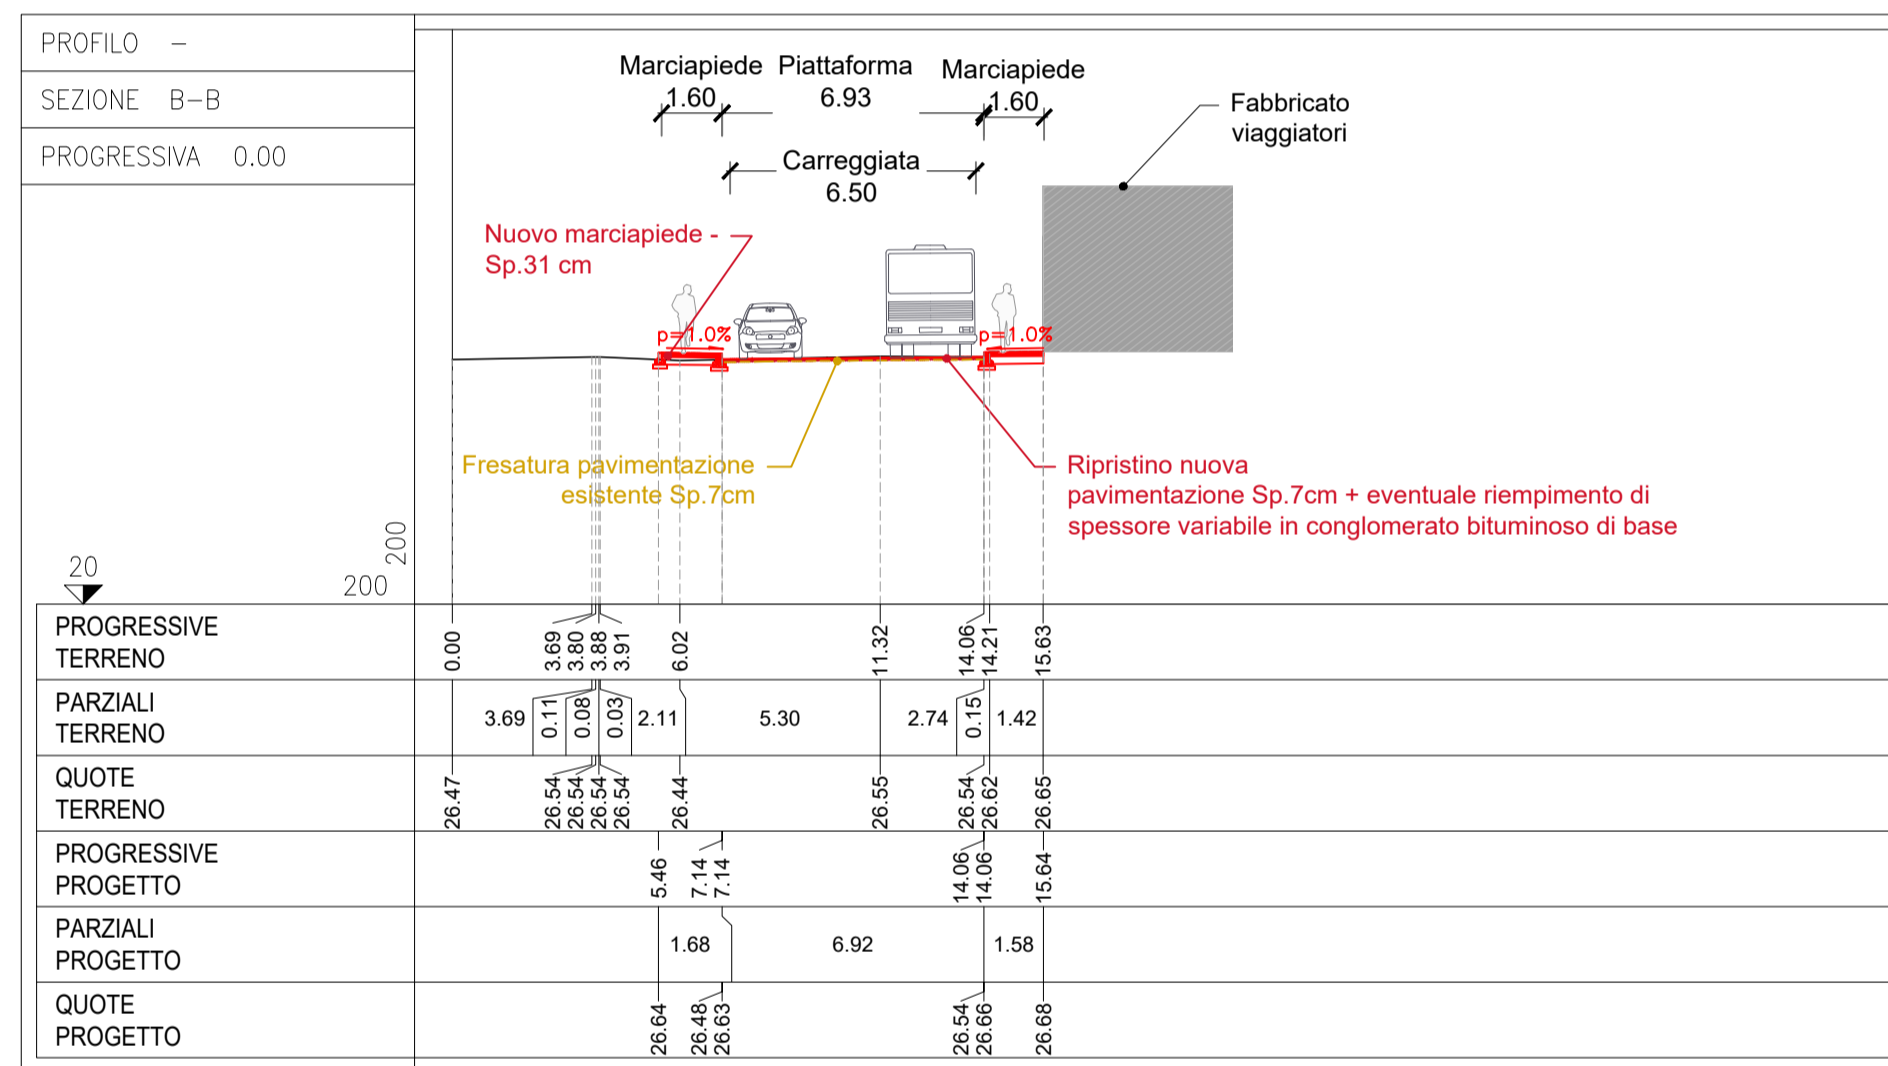 PROFILO -
SEZIONE B-B
PROGRESSIVA 0.00
Marciapiede Piattaforma Marciapiede
1.60 6.93 1.60
Carreggiata
6.50
Fabbricato
viaggiatori
Nuovo marciapiede -
Sp.31 cm
p=1.0% p=1.0%
Fresatura pavimentazione
esistente Sp.7cm
Ripristino nuova
pavimentazione Sp.7cm + eventuale riempimento di
spessore variabile in conglomerato bituminoso di base
20
200
200
PROGRESSIVE
TERRENO
0.00 3.69 3.80 3.88 3.91 6.02 11.32 14.06 14.21 15.63
PARZIALI
TERRENO
3.69 0.11 0.08 0.03 2.11 5.30 2.74 0.15 1.42
QUOTE
TERRENO
26.47 26.54 26.54 26.54 26.54 26.44 26.55 26.54 26.62 26.65
PROGRESSIVE
PROGETTO
5.46 7.14 7.14 14.06 14.06 15.64
PARZIALI
PROGETTO
1.68 6.92 1.58
QUOTE
PROGETTO
26.64 26.48 26.63 26.54 26.66 26.68